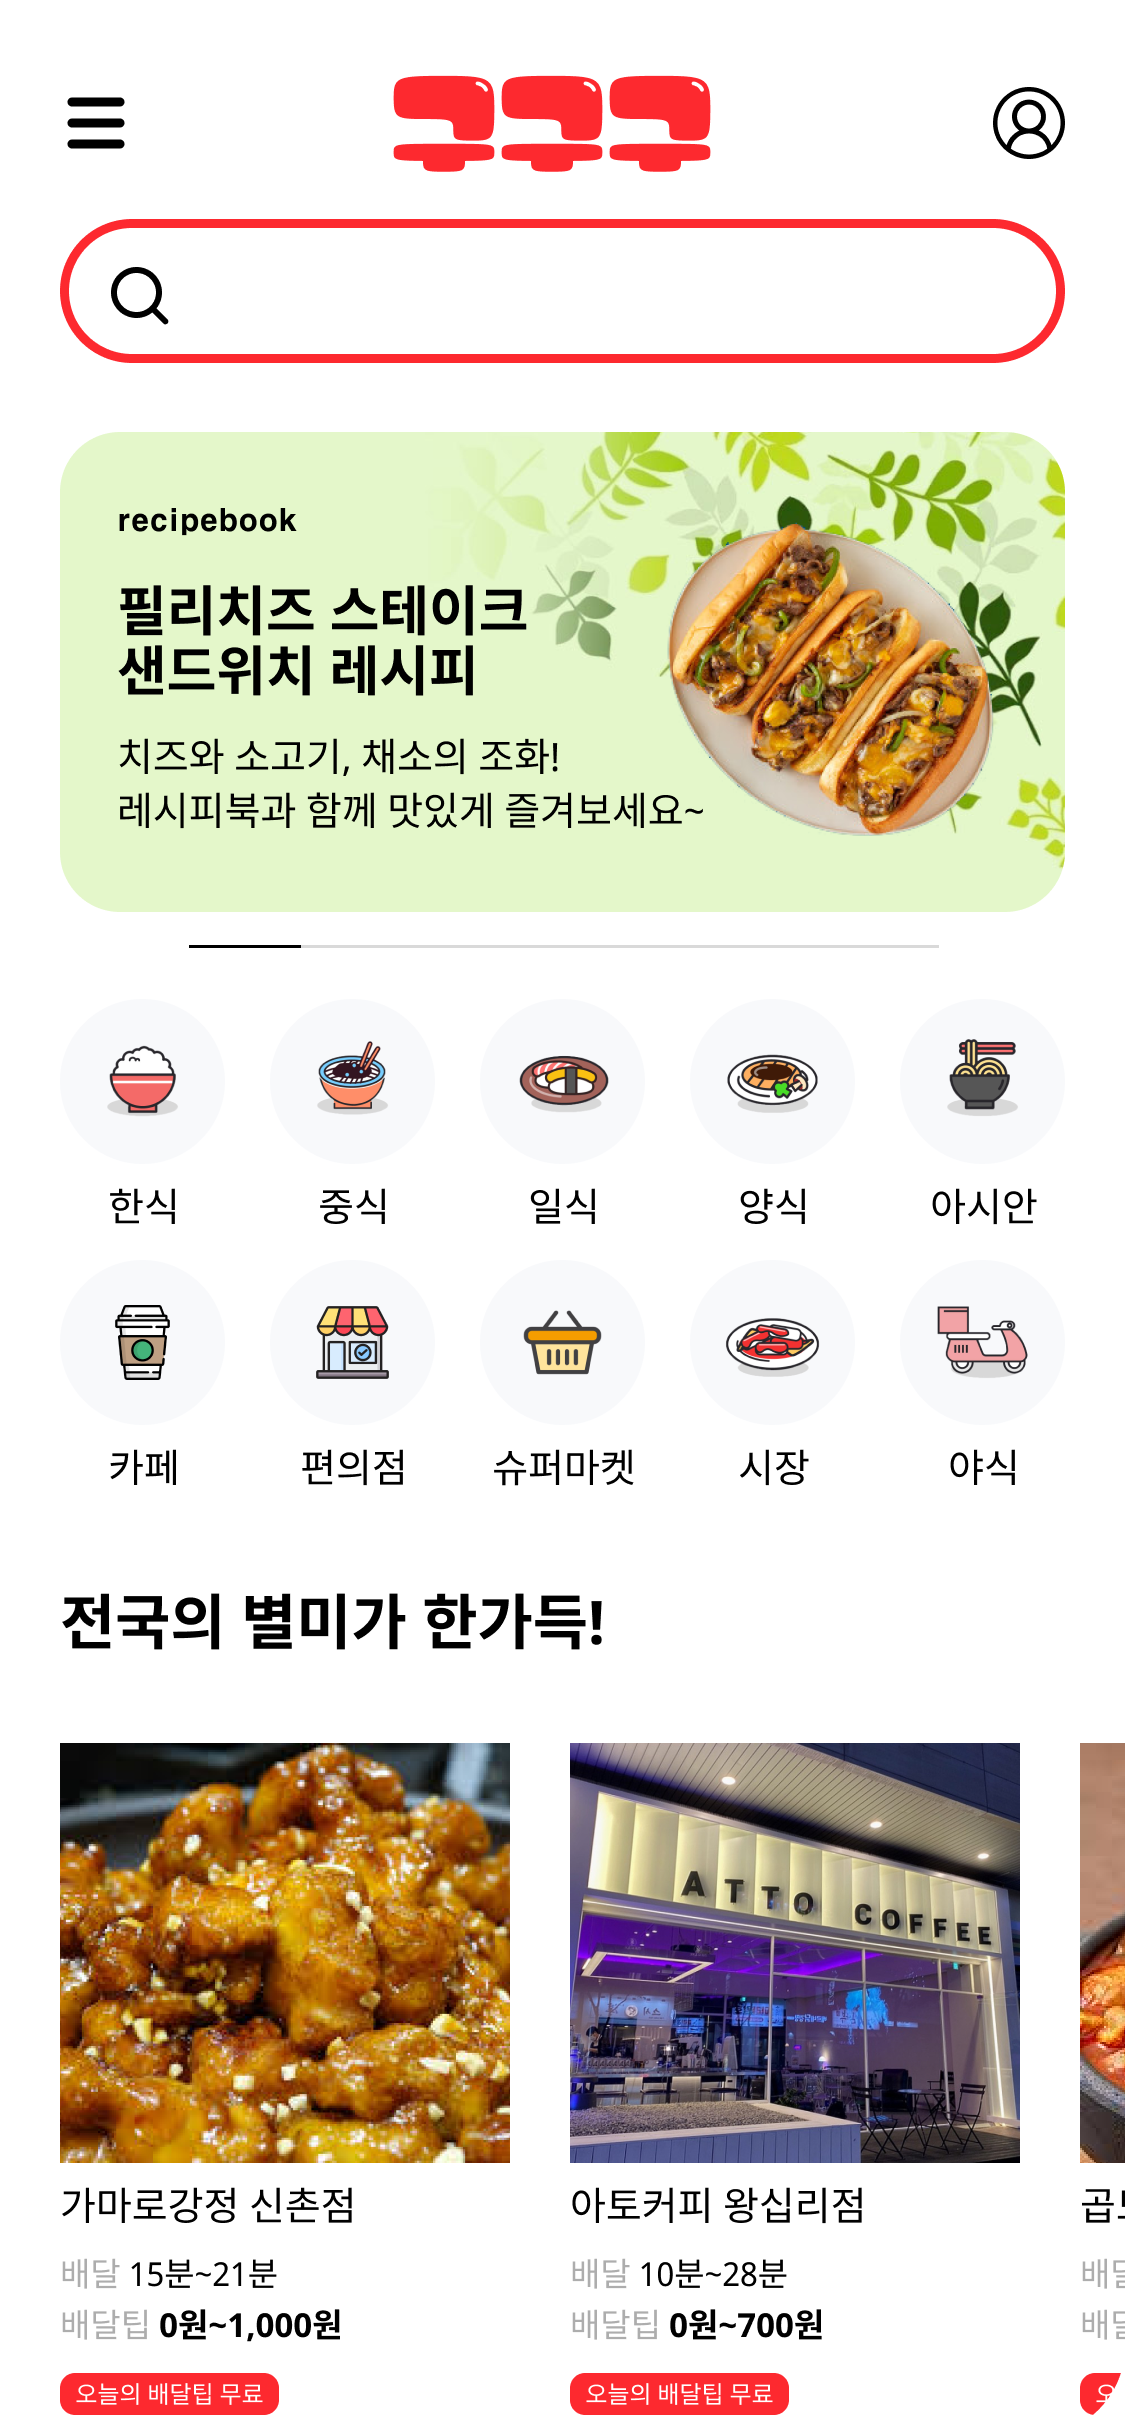 ㅋㅋㅋ
recipebook
필리치즈 스테이크
샌드위치 레시피
치즈와 소고기, 채소의 조화!
레시피북과 함께 맛있게 즐겨보세요~
한식 중식 일식 양식 아시안
카페 편의점 슈퍼마켓 시장 야식
전국의 별미가 한가득!
ATTO COFFEE
가마로강정 신촌점
배달 15분~21분
배달팁 0원~1,000원
오늘의 배달팁 무료
아토커피 왕십리점
배달 10분~28분
배달팁 0원~700원
오늘의 배달팁 무료
배달
배달